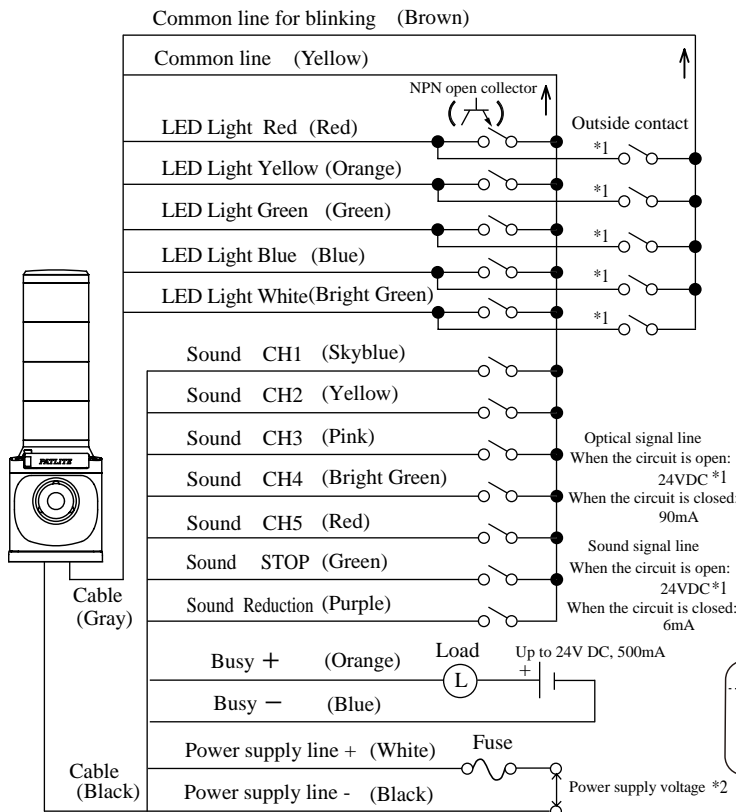 Common line for blinking (Brown)
Common line (Yellow)
NPN open collector
LED Light Red (Red)
Outside contact
*1
LED Light Yellow (Orange)
*1
LED Light Green (Green)
*1
LED Light Blue (Blue)
*1
LED Light White(Bright Green)
*1
Sound CH1 (Skyblue)
Sound CH2 (Yellow)
Sound CH3 (Pink)
Sound CH4 (Bright Green)
Sound CH5 (Red)
Sound STOP (Green)
Sound Reduction (Purple)
Optical signal line
When the circuit is open:
24VDC *1
When the circuit is closed:
90mA
Sound signal line
When the circuit is open:
24VDC*1
When the circuit is closed:
6mA
PATLITE
Cable
(Gray)
Busy + (Orange)
Load
L
Up to 24V DC, 500mA
+
Busy - (Blue)
Power supply line + (White)
Fuse
Cable
(Black)
Power supply line - (Black)
Power supply voltage *2